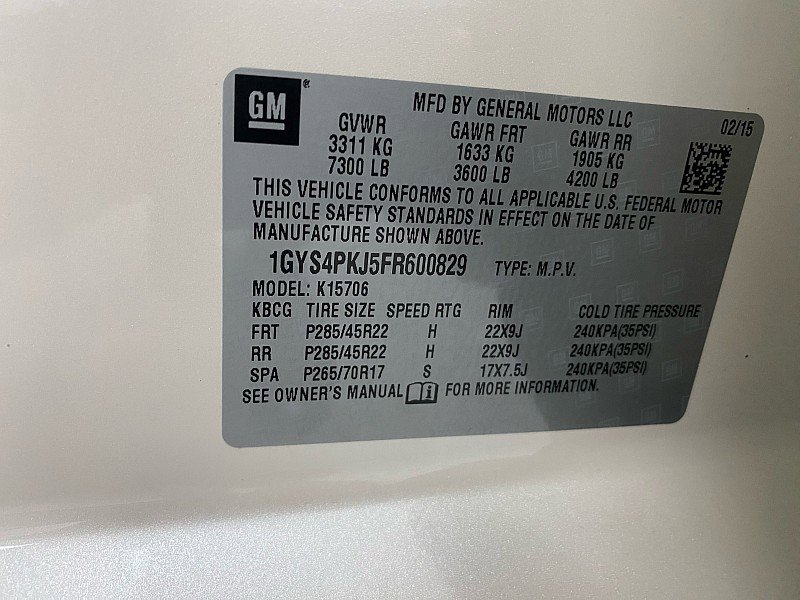 GM® MFD BY GENERAL MOTORS LLC 02/15
GVWR GAWR FRT GAWR RR
3311 KG 1633 KG 1905 KG
7300 LB 3600 LB 4200 LB
THIS VEHICLE CONFORMS TO ALL APPLICABLE U.S. FEDERAL MOTOR
VEHICLE SAFETY STANDARDS IN EFFECT ON THE DATE OF
MANUFACTURE SHOWN ABOVE.
1GYS4PKJ5FR600829 TYPE: M.P.V.
MODEL: K15706
KBCG TIRE SIZE SPEED RTG RIM COLD TIRE PRESSURE
FRT P285/45R22 H 22X9J 240KPA(35PSI)
RR P285/45R22 H 22X9J 240KPA(35PSI)
SPA P265/70R17 S 17X7.5J 240KPA(35PSI)
SEE OWNER'S MANUAL i FOR MORE INFORMATION.